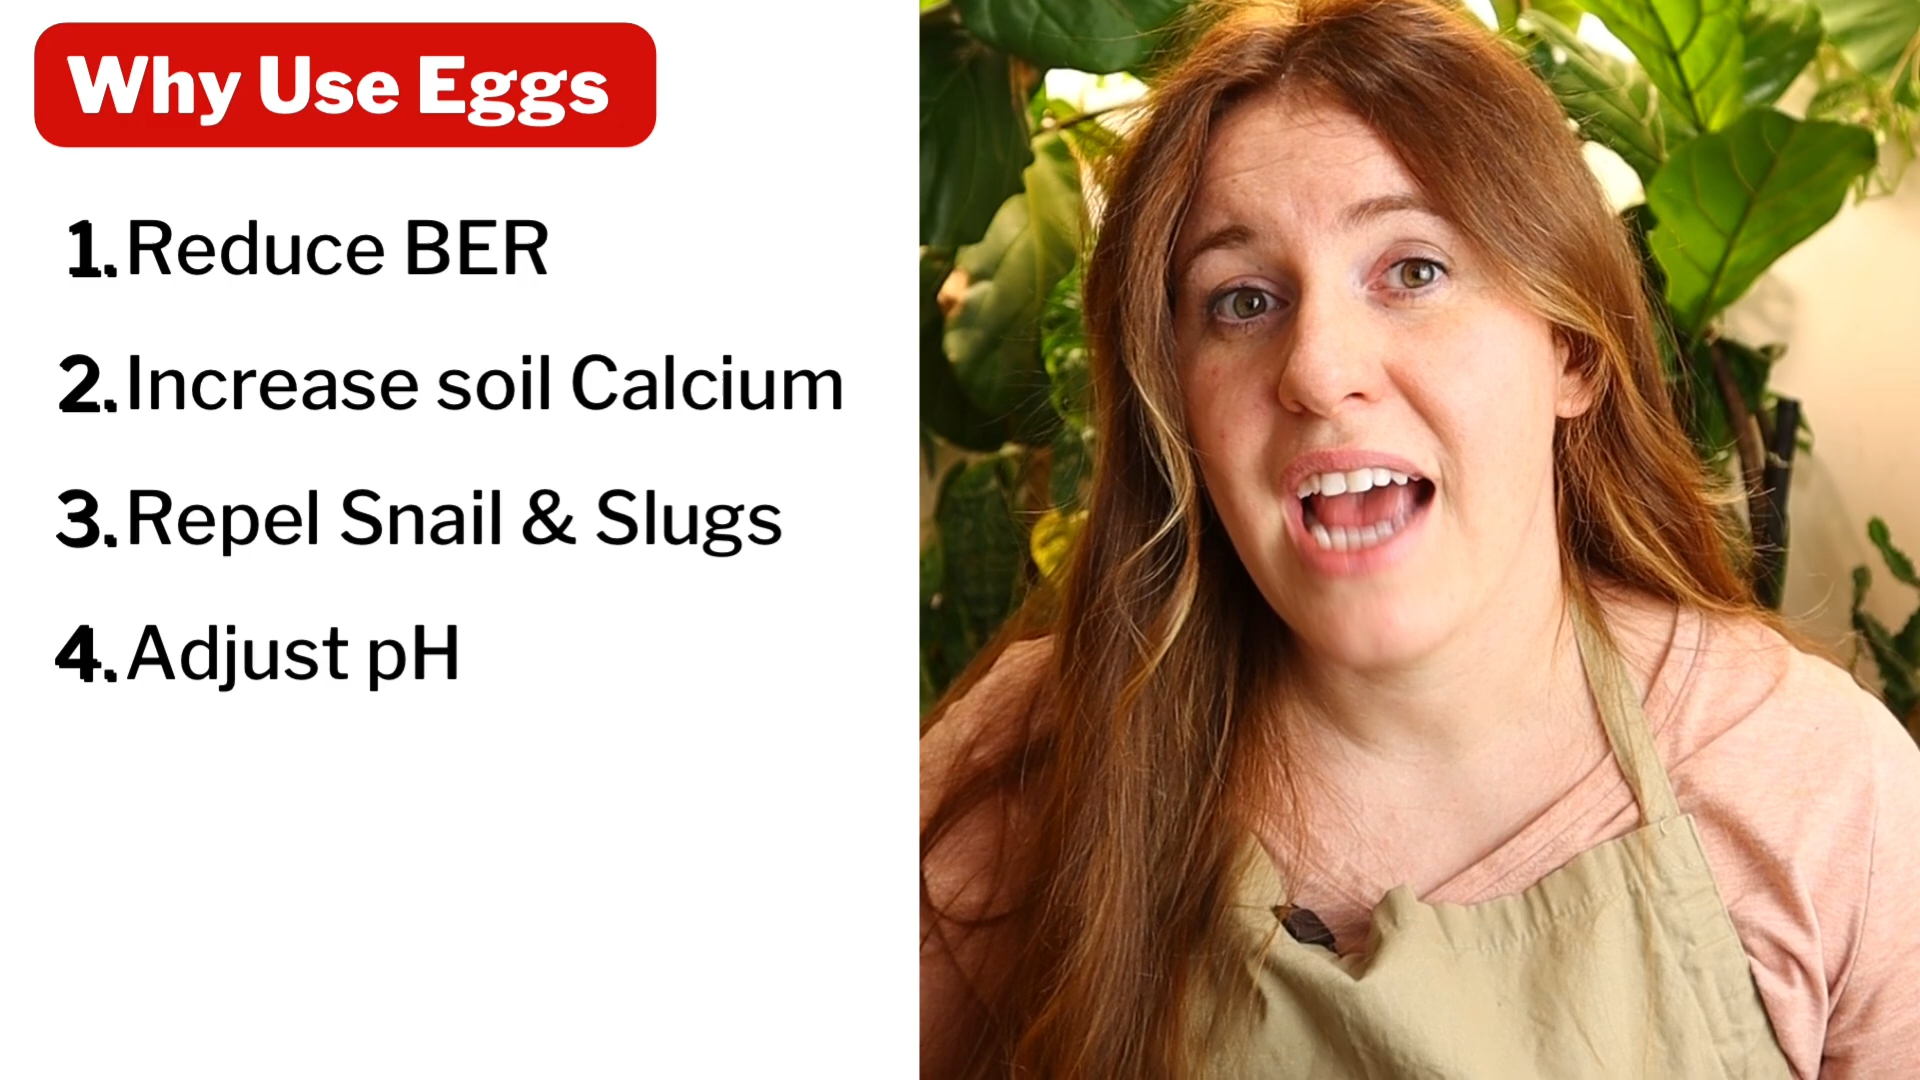 Why Use Eggs
1. Reduce BER
2. Increase soil Calcium
3. Repel Snail & Slugs
4. Adjust pH